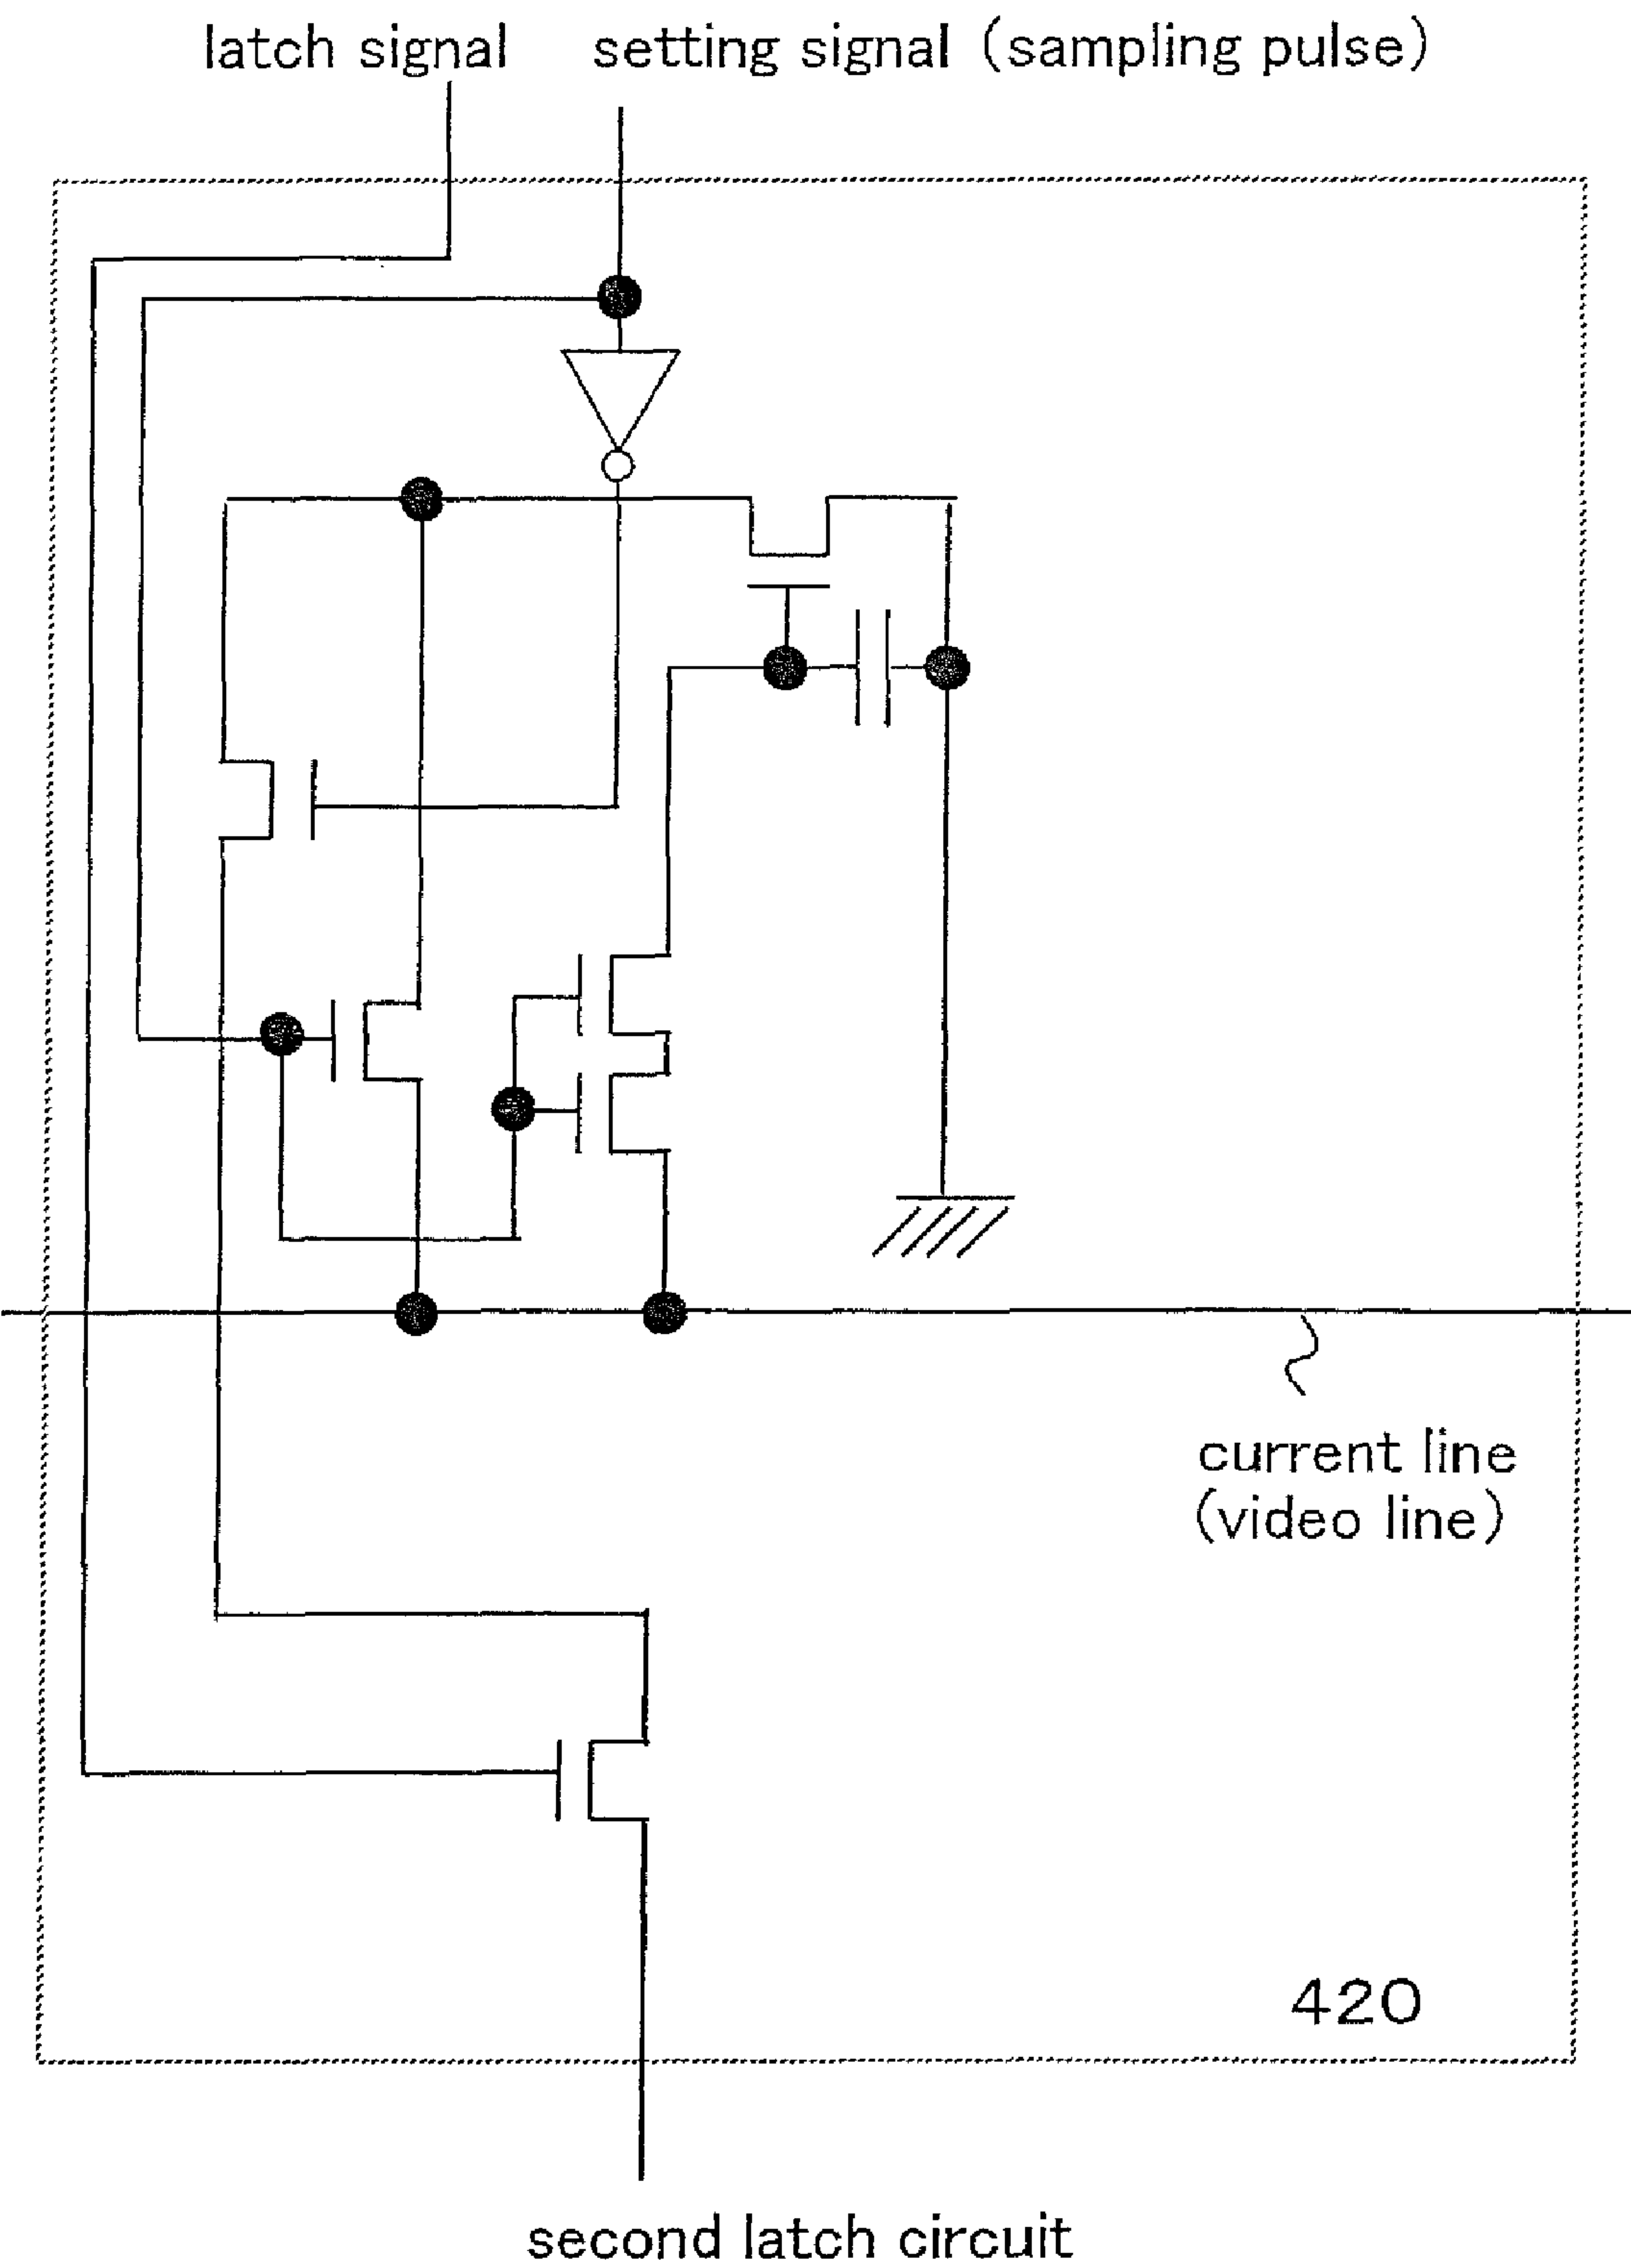 latch signal
setting signal (sampling pulse)
current line
(video line)
420
second latch circuit